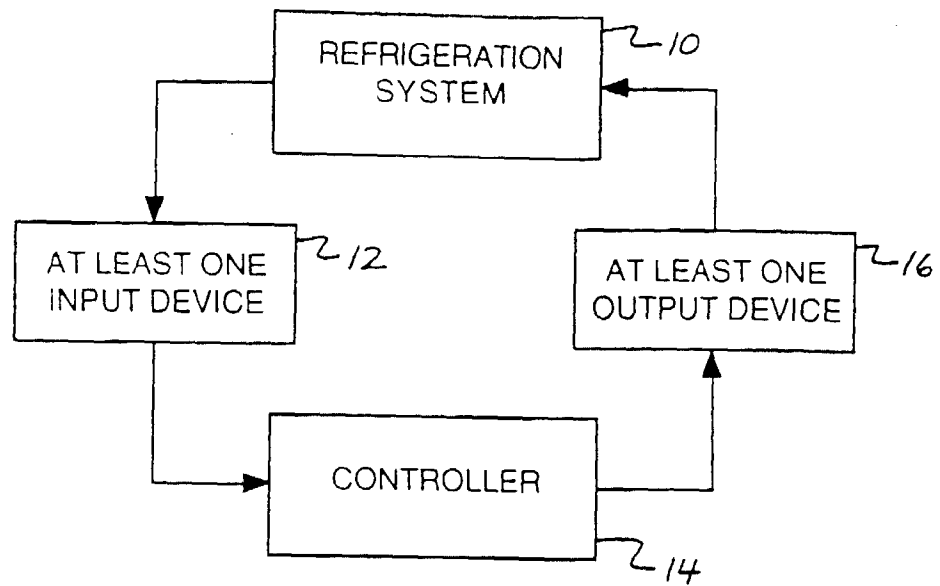 REFRIGERATION
SYSTEM
10
AT LEAST ONE
INPUT DEVICE
12
AT LEAST ONE
OUTPUT DEVICE
16
CONTROLLER
14